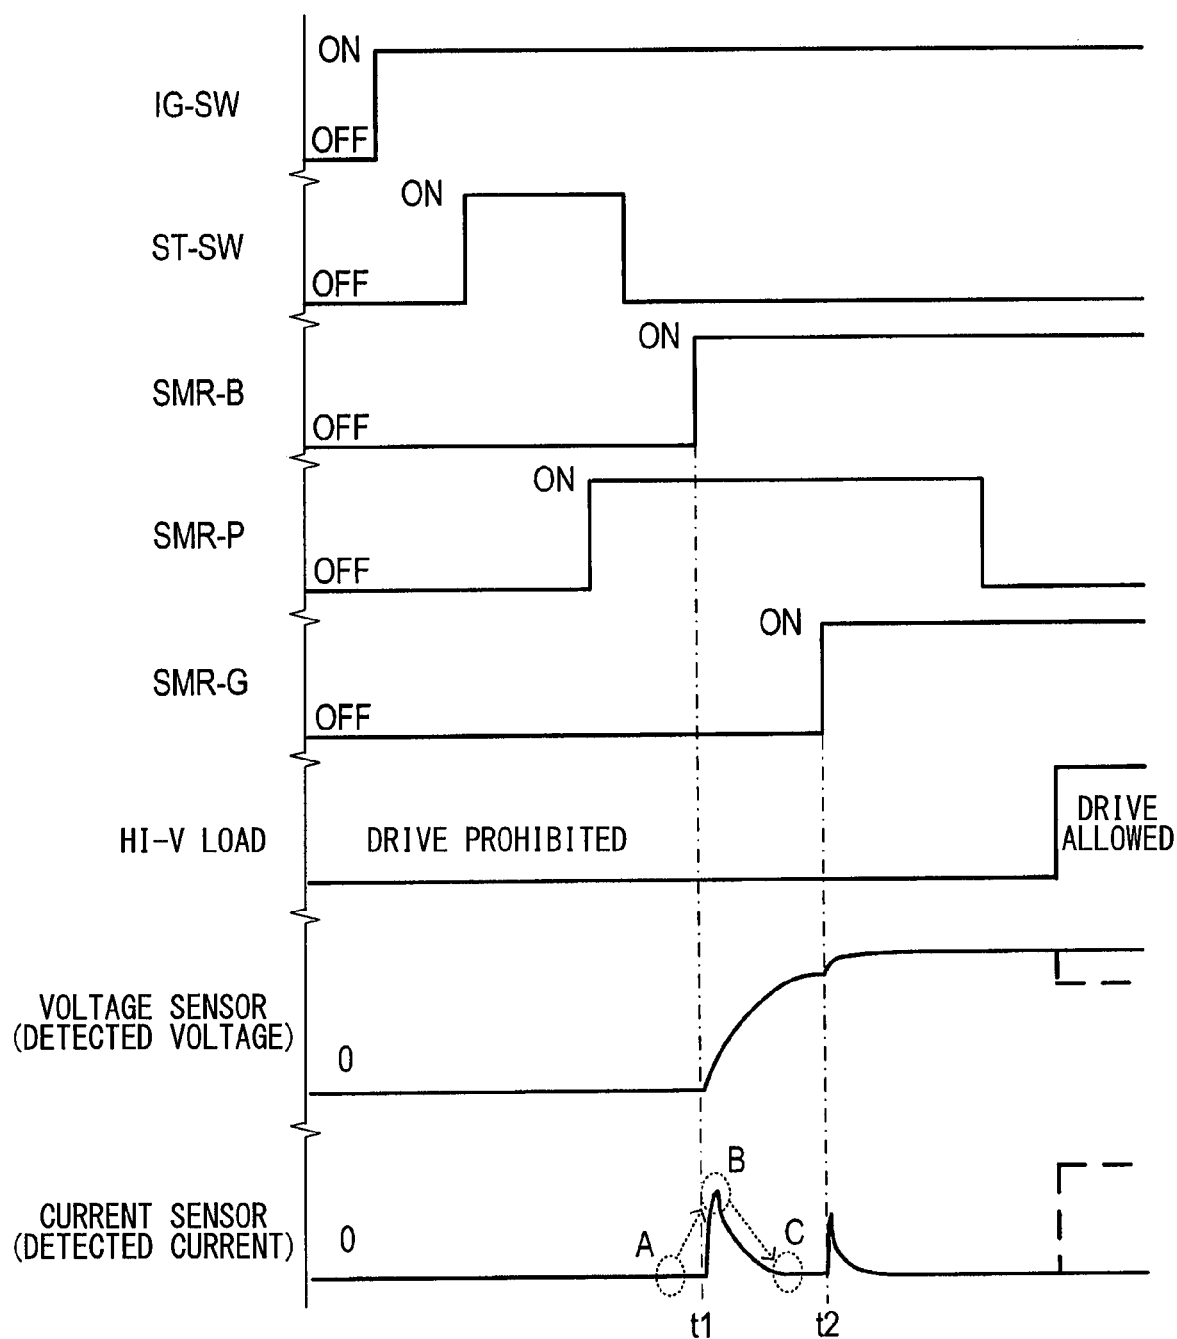 ON
IG-SW
OFF
ON
ST-SW
OFF
ON
SMR-B
OFF
ON
SMR-P
OFF
ON
SMR-G
OFF
HI-V LOAD
DRIVE PROHIBITED
DRIVE
ALLOWED
VOLTAGE SENSOR
(DETECTED VOLTAGE)
0
CURRENT SENSOR
(DETECTED CURRENT)
0
A
B
C
t1
t2